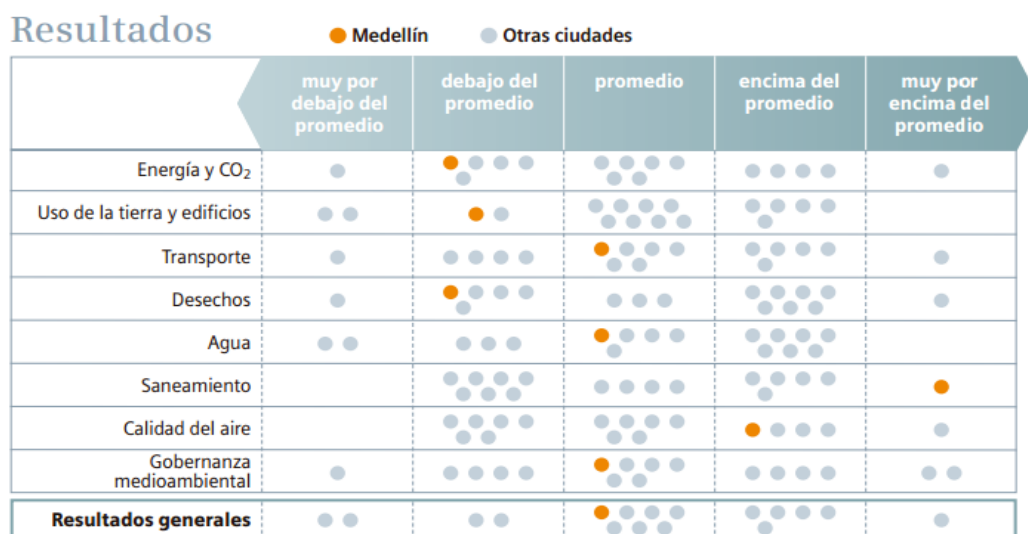 Resultados
Medellín
Otras ciudades
muy por
debajo del
promedio
debajo del
promedio
promedio
encima del
promedio
muy por
encima del
promedio
Energía y CO₂
Uso de la tierra y edificios
Transporte
Desechos
Agua
Saneamiento
Calidad del aire
Gobernanza
medioambiental
Resultados generales